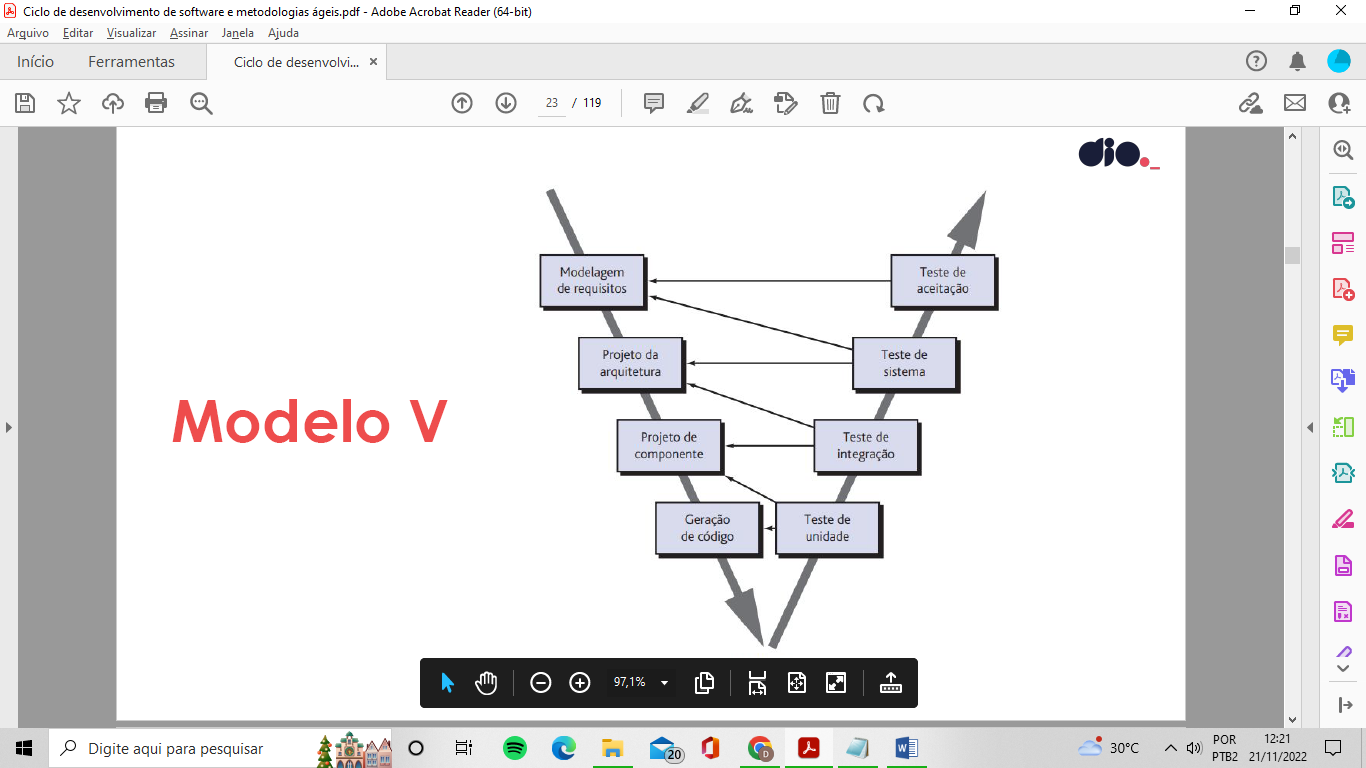 Ciclo de desenvolvimento de software e metodologias ágeis.pdf - Adobe Acrobat Reader (64-bit)
Arquivo Editar Visualizar Assinar Janela Ajuda
Início Ferramentas Ciclo de desenvolvi...
23 / 119
dio._
Modelagem
de requisitos
Teste de
aceitação
Projeto da
arquitetura
Teste de
sistema
Modelo V
Projeto de
componente
Teste de
integração
Geração
de código
Teste de
unidade
97,1%
Digite aqui para pesquisar
20
30°C
POR
PTB2
12:21
21/11/2022